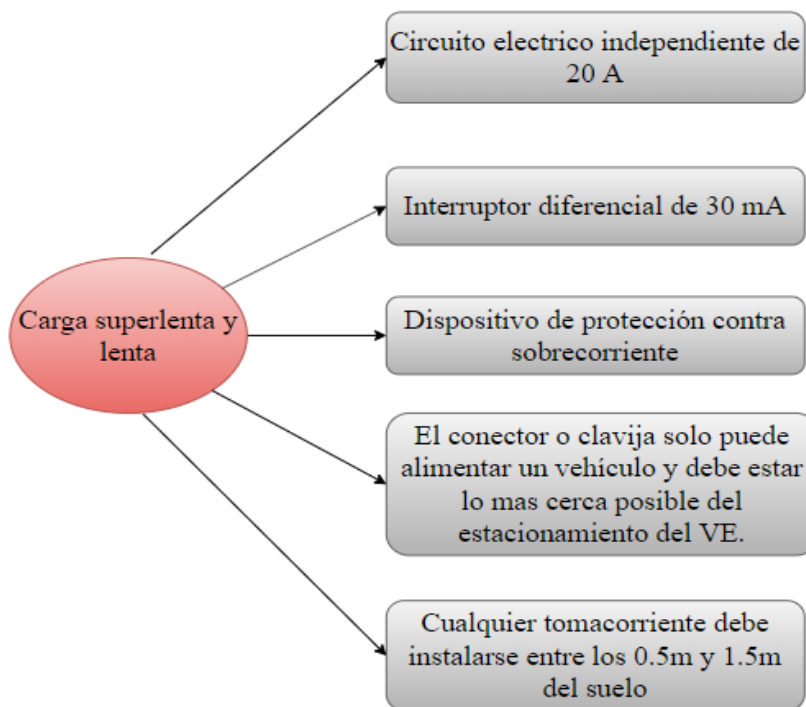 Circuito electrico independiente de
20 A
Interruptor diferencial de 30 mA
Carga superlenta y
lenta
Dispositivo de protección contra
sobrecorriente
El conector o clavija solo puede
alimentar un vehículo y debe estar
lo mas cerca posible del
estacionamiento del VE.
Cualquier tomacorriente debe
instalarse entre los 0.5m y 1.5m
del suelo